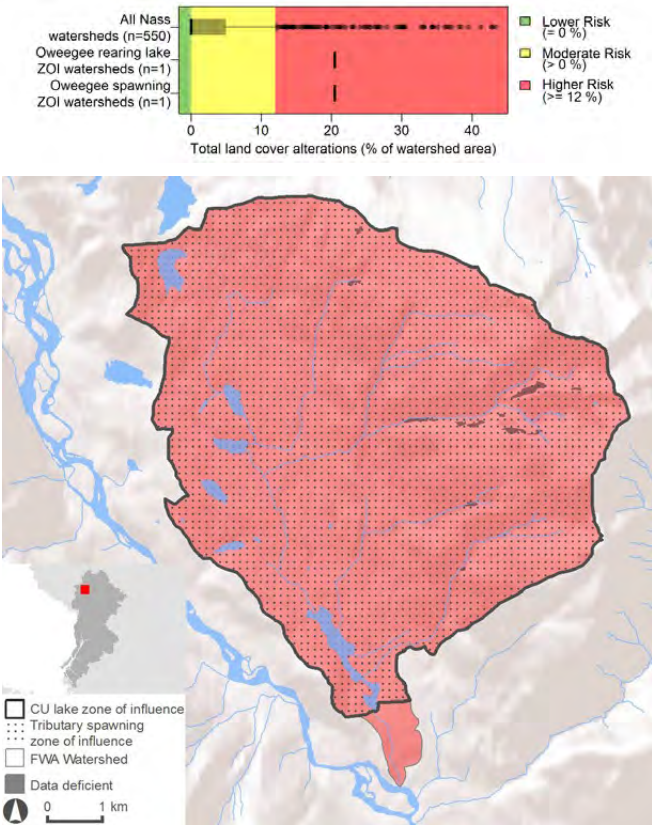 All Nass
watersheds (n=550)
Oweegee rearing lake
ZOI watersheds (n=1)
Oweegee spawning
ZOI watersheds (n=1)
0 10 20 30 40
Total land cover alterations (% of watershed area)
Lower Risk
(= 0 %)
Moderate Risk
(> 0 %)
Higher Risk
(>= 12 %)
CU lake zone of influence
Tributary spawning
zone of influence
FWA Watershed
Data deficient
0 1 km